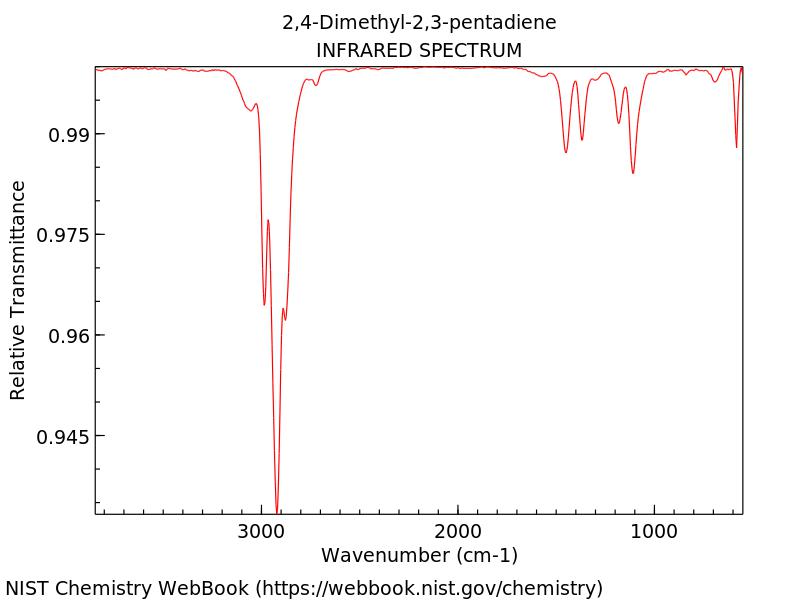 2,4-Dimethyl-2,3-pentadiene
INFRARED SPECTRUM
0.99
0.975
0.96
0.945
Relative Transmittance
3000 2000 1000
Wavenumber (cm-1)
NIST Chemistry WebBook (https://webbook.nist.gov/chemistry)